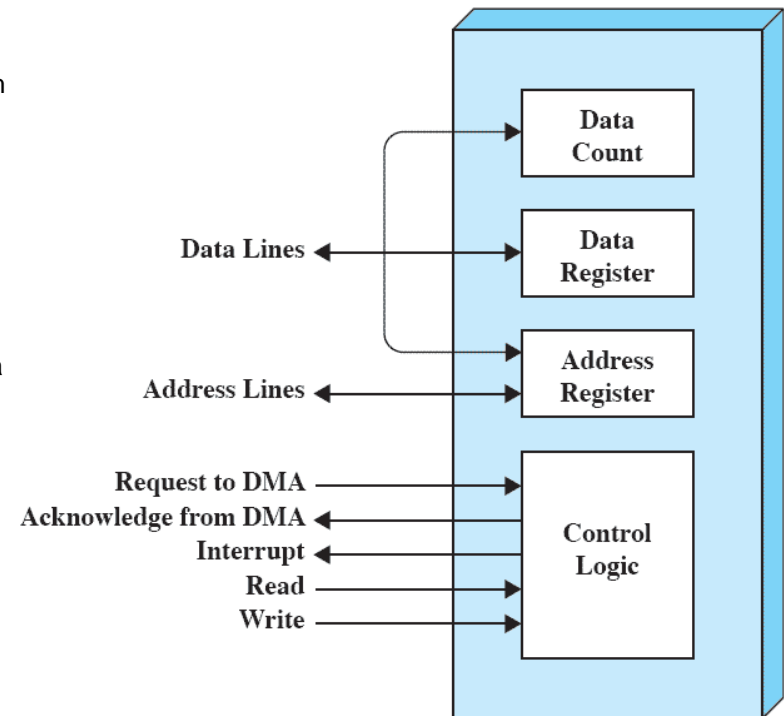 Data
Count
Data Lines
Data
Register
Address
Register
Address Lines
Request to DMA
Acknowledge from DMA
Interrupt
Read
Write
Control
Logic